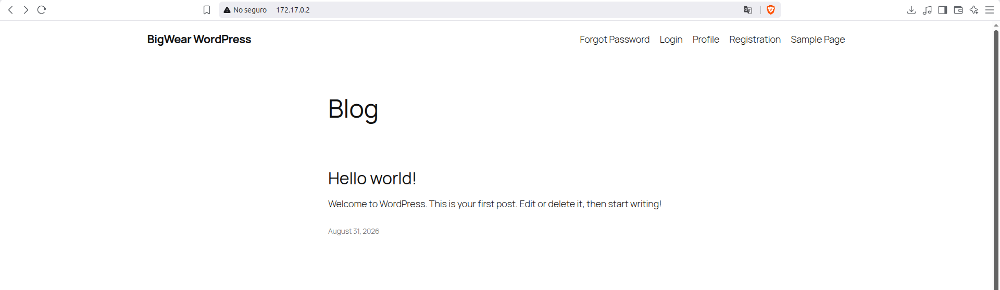 No seguro 172.17.0.2
BigWear WordPress
Forgot Password Login Profile Registration Sample Page
Blog
Hello world!
Welcome to WordPress. This is your first post. Edit or delete it, then start writing!
August 31, 2026